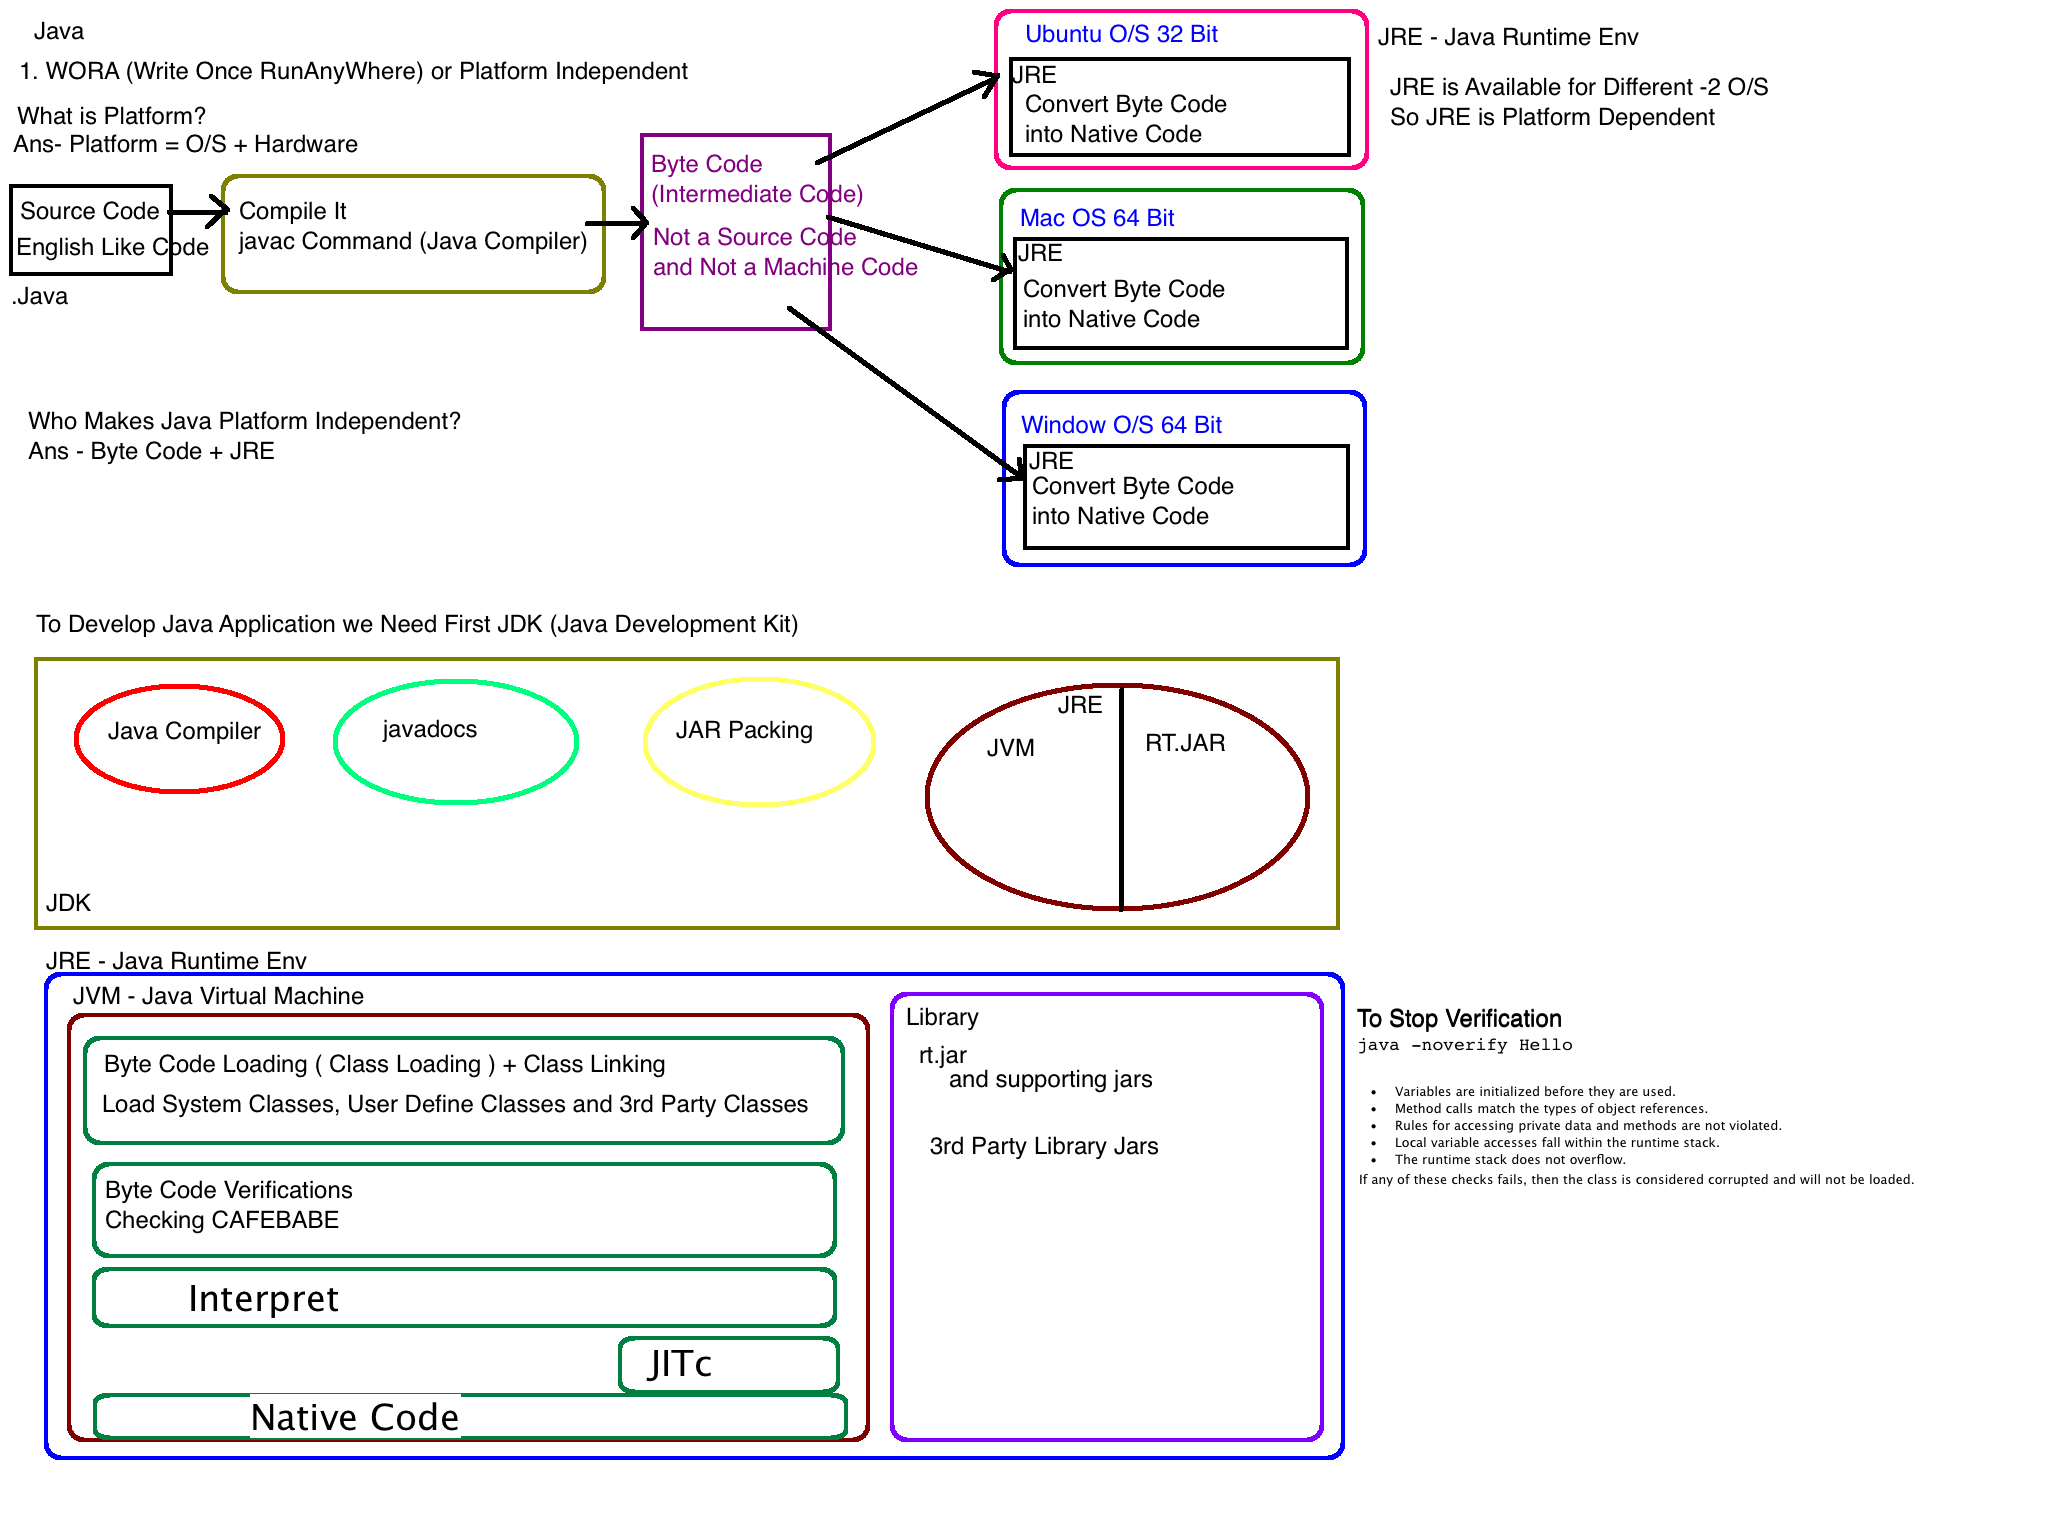 Java
1. WORA (Write Once RunAnyWhere) or Platform Independent
What is Platform?
Ans- Platform = O/S + Hardware
Source Code
English Like Code
.Java
Compile It
javac Command (Java Compiler)
Byte Code
(Intermediate Code)
Not a Source Code
and Not a Machine Code
Ubuntu O/S 32 Bit
JRE
Convert Byte Code
into Native Code
Mac OS 64 Bit
JRE
Convert Byte Code
into Native Code
Window O/S 64 Bit
JRE
Convert Byte Code
into Native Code
JRE - Java Runtime Env
JRE is Available for Different -2 O/S
So JRE is Platform Dependent
Who Makes Java Platform Independent?
Ans - Byte Code + JRE
To Develop Java Application we Need First JDK (Java Development Kit)
Java Compiler
javadocs
JAR Packing
JRE
JVM
RT.JAR
JDK
JRE - Java Runtime Env
JVM - Java Virtual Machine
Byte Code Loading ( Class Loading ) + Class Linking
Load System Classes, User Define Classes and 3rd Party Classes
Byte Code Verifications
Checking CAFEBABE
Interpret
JITc
Native Code
Library
rt.jar
and supporting jars
3rd Party Library Jars
To Stop Verification
java -noverify Hello
• Variables are initialized before they are used.
• Method calls match the types of object references.
• Rules for accessing private data and methods are not violated.
• Local variable accesses fall within the runtime stack.
• The runtime stack does not overflow.
If any of these checks fails, then the class is considered corrupted and will not be loaded.